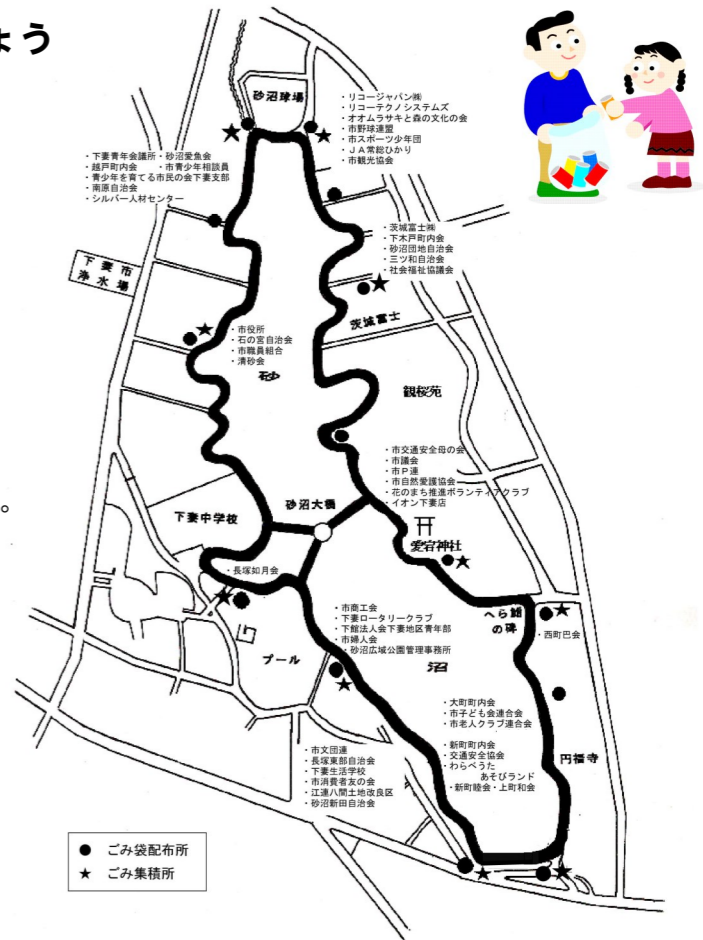 ょう
砂沼球場
・リコージャパン㈱
・リコーテクノシステムズ
・オオムラサキと森の文化の会
・市野球連盟
・市スポーツ少年団
・ＪＡ常総ひかり
・市観光協会
・下妻青年会議所・砂沼愛魚会
・越戸町内会　・市青少年相談員
・青少年を育てる市民の会下妻支部
・南原自治会
・シルバー人材センター
・茨城富士㈱
・下木戸町内会
・砂沼団地自治会
・三ツ和自治会
・社会福祉協議会
下妻市
浄水場
茨城富士
・市役所
・石の宮自治会
・市職員組合
・清砂会
砂
観桜苑
・市交通安全母の会
・市議会
・市Ｐ連
・市自然愛護協会
・花のまち推進ボランティアクラブ
・イオン下妻店
。
砂沼大橋
下妻中学校
愛宕神社
・長塚如月会
へら鮒
の碑
・市商工会
・下妻ロータリークラブ
・下館法人会下妻地区青年部
・市婦人会
・砂沼広域公園管理事務所
・西町巴会
プール
沼
・大町町内会
・市子ども会連合会
・市老人クラブ連合会
・新町町内会
・交通安全協会
・わらべうた
あそびランド
・新町睦会・上町和会
円福寺
・市文団連
・長塚東部自治会
・下妻生活学校
・市消費者友の会
・江連八間土地改良区
・砂沼新田自治会
● ごみ袋配布所
★ ごみ集積所